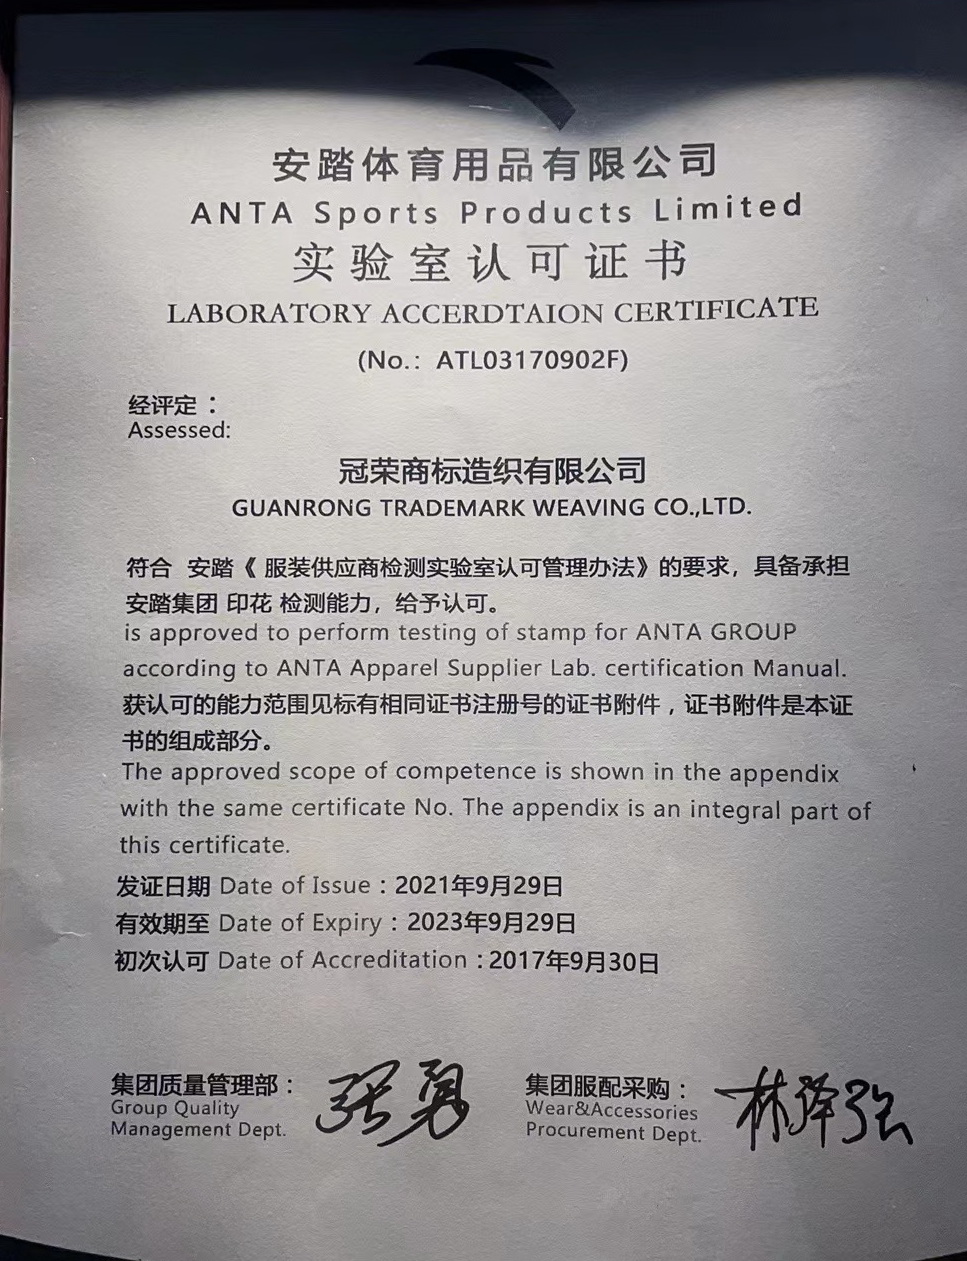 安踏体育用品有限公司
ANTA Sports Products Limited
实验室认可证书
LABORATORY ACCERDTAION CERTIFICATE
(No.: ATL03170902F)
经评定：
Assessed:
冠荣商标造织有限公司
GUANRONG TRADEMARK WEAVING CO.,LTD.
符合 安踏《 服装供应商检测实验室认可管理办法》的要求，具备承担
安踏集团 印花 检测能力，给予认可。
is approved to perform testing of stamp for ANTA GROUP
according to ANTA Apparel Supplier Lab. certification Manual.
获认可的能力范围见标有相同证书注册号的证书附件，证书附件是本证
书的组成部分。
The approved scope of competence is shown in the appendix
with the same certificate No. The appendix is an integral part of
this certificate.
发证日期 Date of Issue：2021年9月29日
有效期至 Date of Expiry：2023年9月29日
初次认可 Date of Accreditation：2017年9月30日
集团质量管理部： 张勇
Group Quality
Management Dept.
集团服配采购： 林泽强
Wear&Accessories
Procurement Dept.